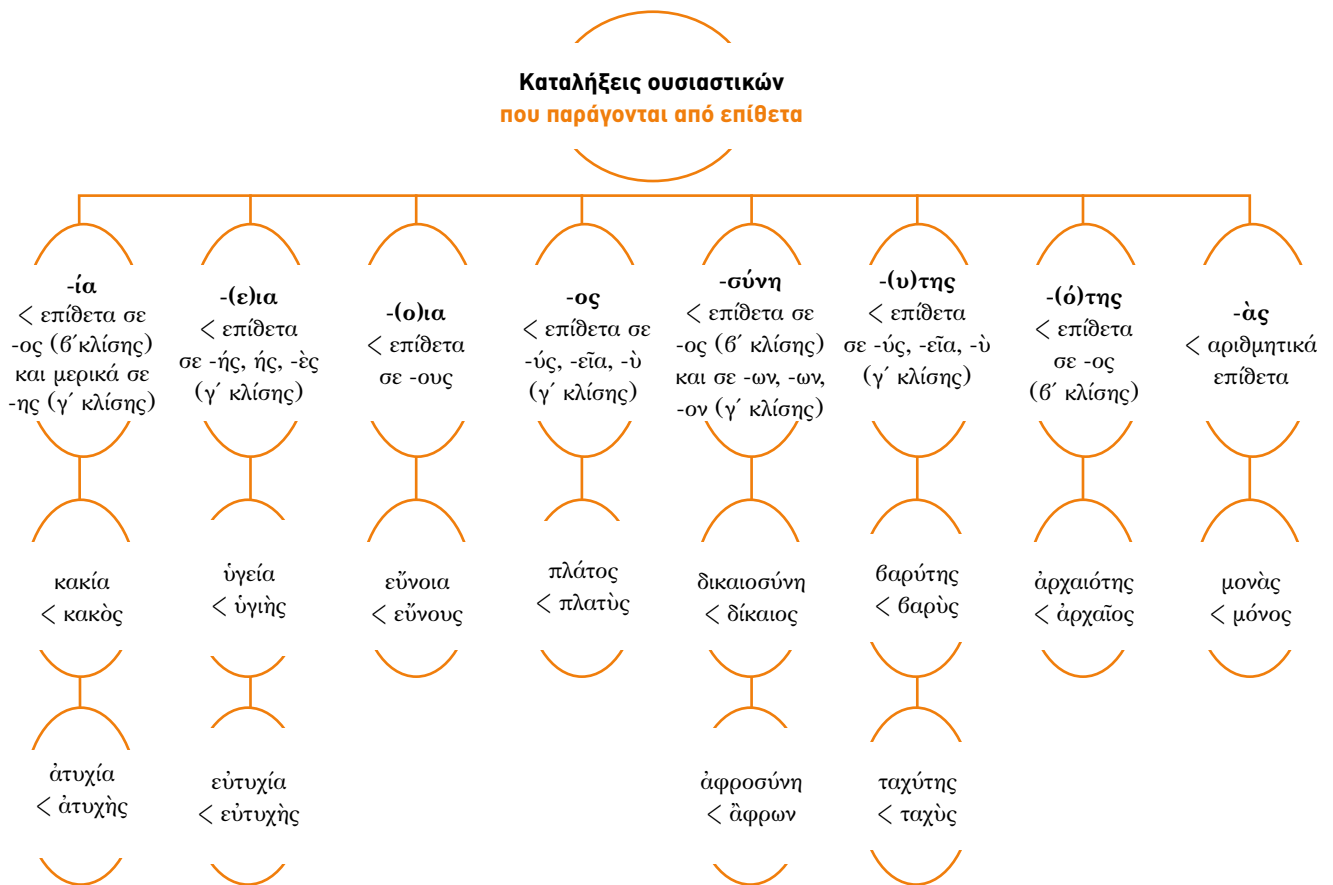 Καταλήξεις ουσιαστικών
που παράγονται από επίθετα
-ία
< επίθετα σε
-ος (β΄κλίσης)
και μερικά σε
-ης (γ΄ κλίσης)
-(ε)ια
< επίθετα
σε -ής, ής, -ὲς
(γ΄ κλίσης)
-(ο)ια
< επίθετα
σε -ους
-ος
< επίθετα σε
-ύς, -εῖα, -ὺ
(γ΄ κλίσης)
-σύνη
< επίθετα σε
-ος (β΄ κλίσης)
και σε -ων, -ων,
-ον (γ΄ κλίσης)
-(υ)της
< επίθετα
σε -ύς, -εῖα, -ὺ
(γ΄ κλίσης)
-(ό)της
< επίθετα
σε -ος
(β΄ κλίσης)
-ὰς
< αριθμητικά
επίθετα
κακία
< κακὸς
ὑγεία
< ὑγιὴς
εὔνοια
< εὔνους
πλάτος
< πλατὺς
δικαιοσύνη
< δίκαιος
βαρύτης
< βαρὺς
ἀρχαιότης
< ἀρχαῖος
μονὰς
< μόνος
ἀτυχία
< ἀτυχὴς
εὐτυχία
< εὐτυχὴς
ἀφροσύνη
< ἂφρων
ταχύτης
< ταχὺς